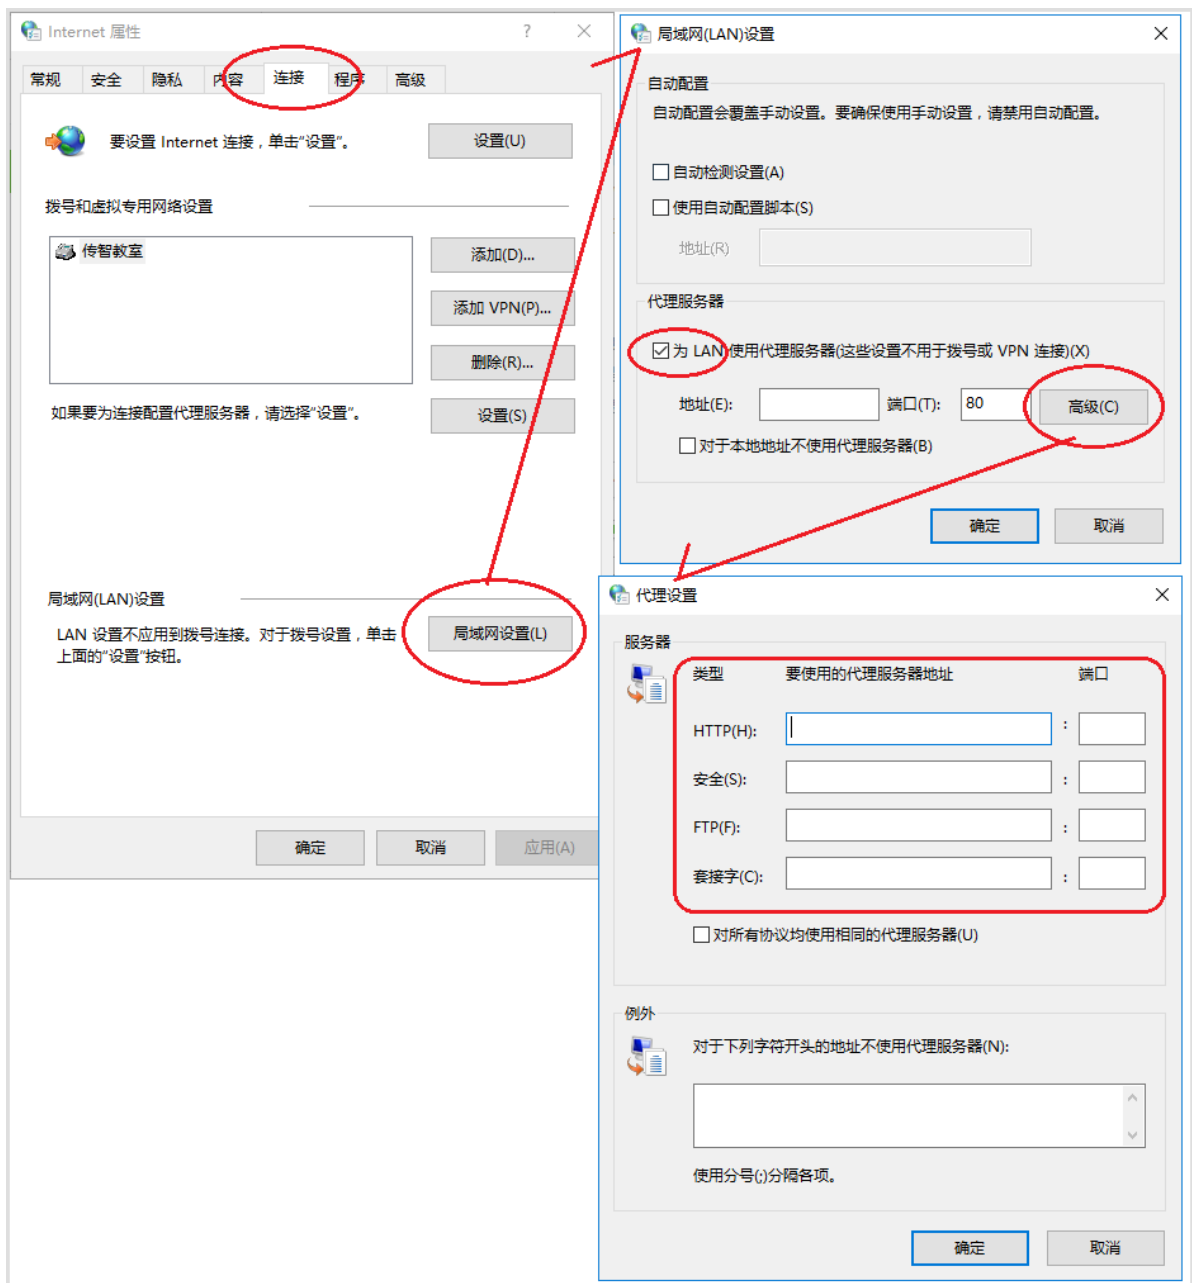 Internet 属性
常规 安全 隐私 内容 连接 程序 高级
要设置 Internet 连接，单击“设置”。
设置(U)
拨号和虚拟专用网络设置
传智教室
添加(D)...
添加 VPN(P)...
删除(R)...
如果要为连接配置代理服务器，请选择“设置”。
设置(S)
局域网(LAN)设置
LAN 设置不应用到拨号连接。对于拨号设置，单击
上面的“设置”按钮。
局域网设置(L)
确定 取消 应用(A)
局域网(LAN)设置
自动配置
自动配置会覆盖手动设置。要确保使用手动设置，请禁用自动配置。
自动检测设置(A)
使用自动配置脚本(S)
地址(R)
代理服务器
为 LAN 使用代理服务器(这些设置不用于拨号或 VPN 连接)(X)
地址(E): 端口(T): 80 高级(C)
对于本地地址不使用代理服务器(B)
确定 取消
代理设置
服务器
类型 要使用的代理服务器地址 端口
HTTP(H): :
安全(S): :
FTP(F): :
套接字(C): :
对所有协议均使用相同的代理服务器(U)
例外
对于下列字符开头的地址不使用代理服务器(N):
使用分号(;)分隔各项。
确定 取消